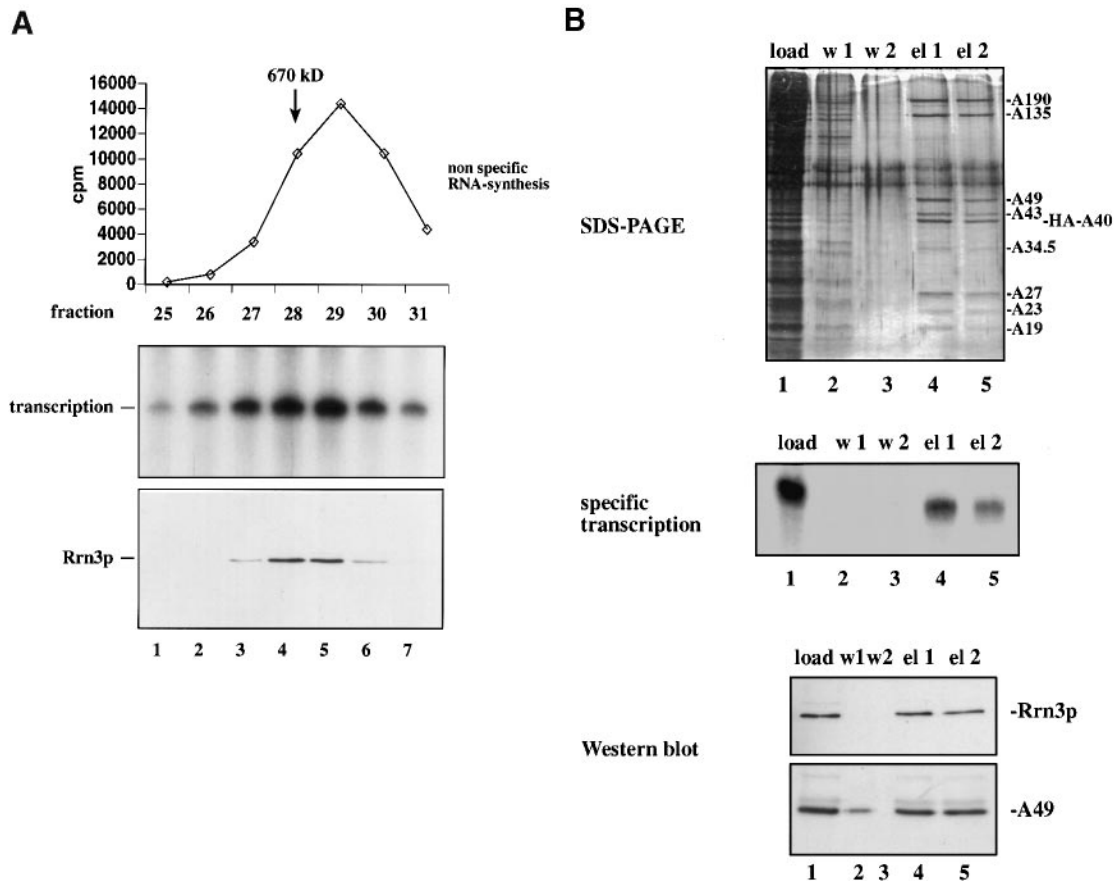 A
670 kD
16000
14000
12000
10000
8000
6000
4000
2000
0
cpm
non specific
RNA-synthesis
fraction 25 26 27 28 29 30 31
transcription
Rrn3p
1 2 3 4 5 6 7
B
load w 1 w 2 el 1 el 2
SDS-PAGE
-A190
-A135
-A49
-A43
-HA-A40
-A34.5
-A27
-A23
-A19
1 2 3 4 5
load w 1 w 2 el 1 el 2
specific
transcription
1 2 3 4 5
load w1 w2 el 1 el 2
Western blot
-Rrn3p
-A49
1 2 3 4 5